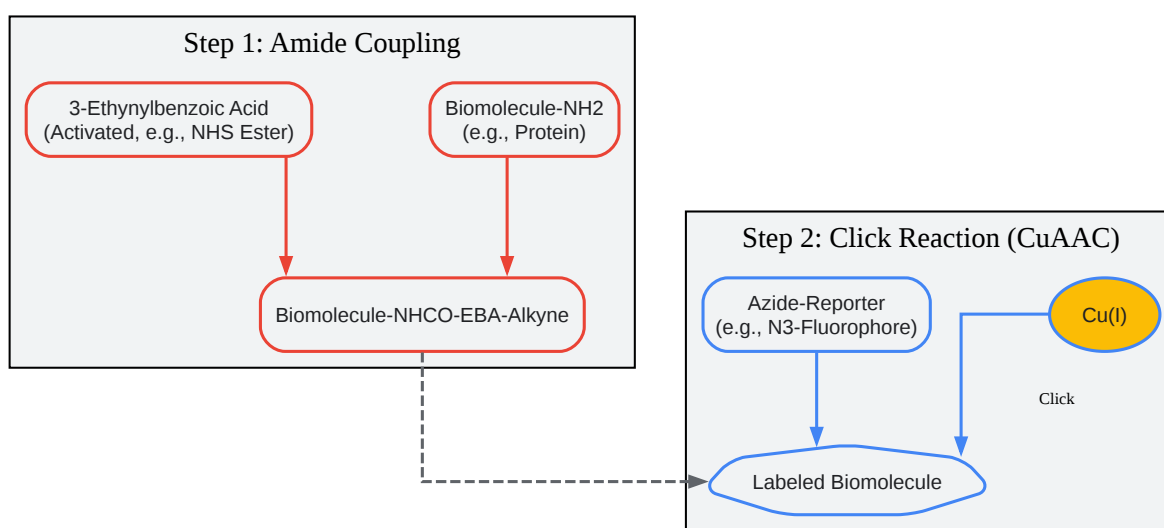 Step 1: Amide Coupling
3-Ethynylbenzoic Acid
(Activated, e.g., NHS Ester)
Biomolecule-NH2
(e.g., Protein)
Biomolecule-NHCO-EBA-Alkyne
Step 2: Click Reaction (CuAAC)
Azide-Reporter
(e.g., N3-Fluorophore)
Cu(I)
Click
Labeled Biomolecule